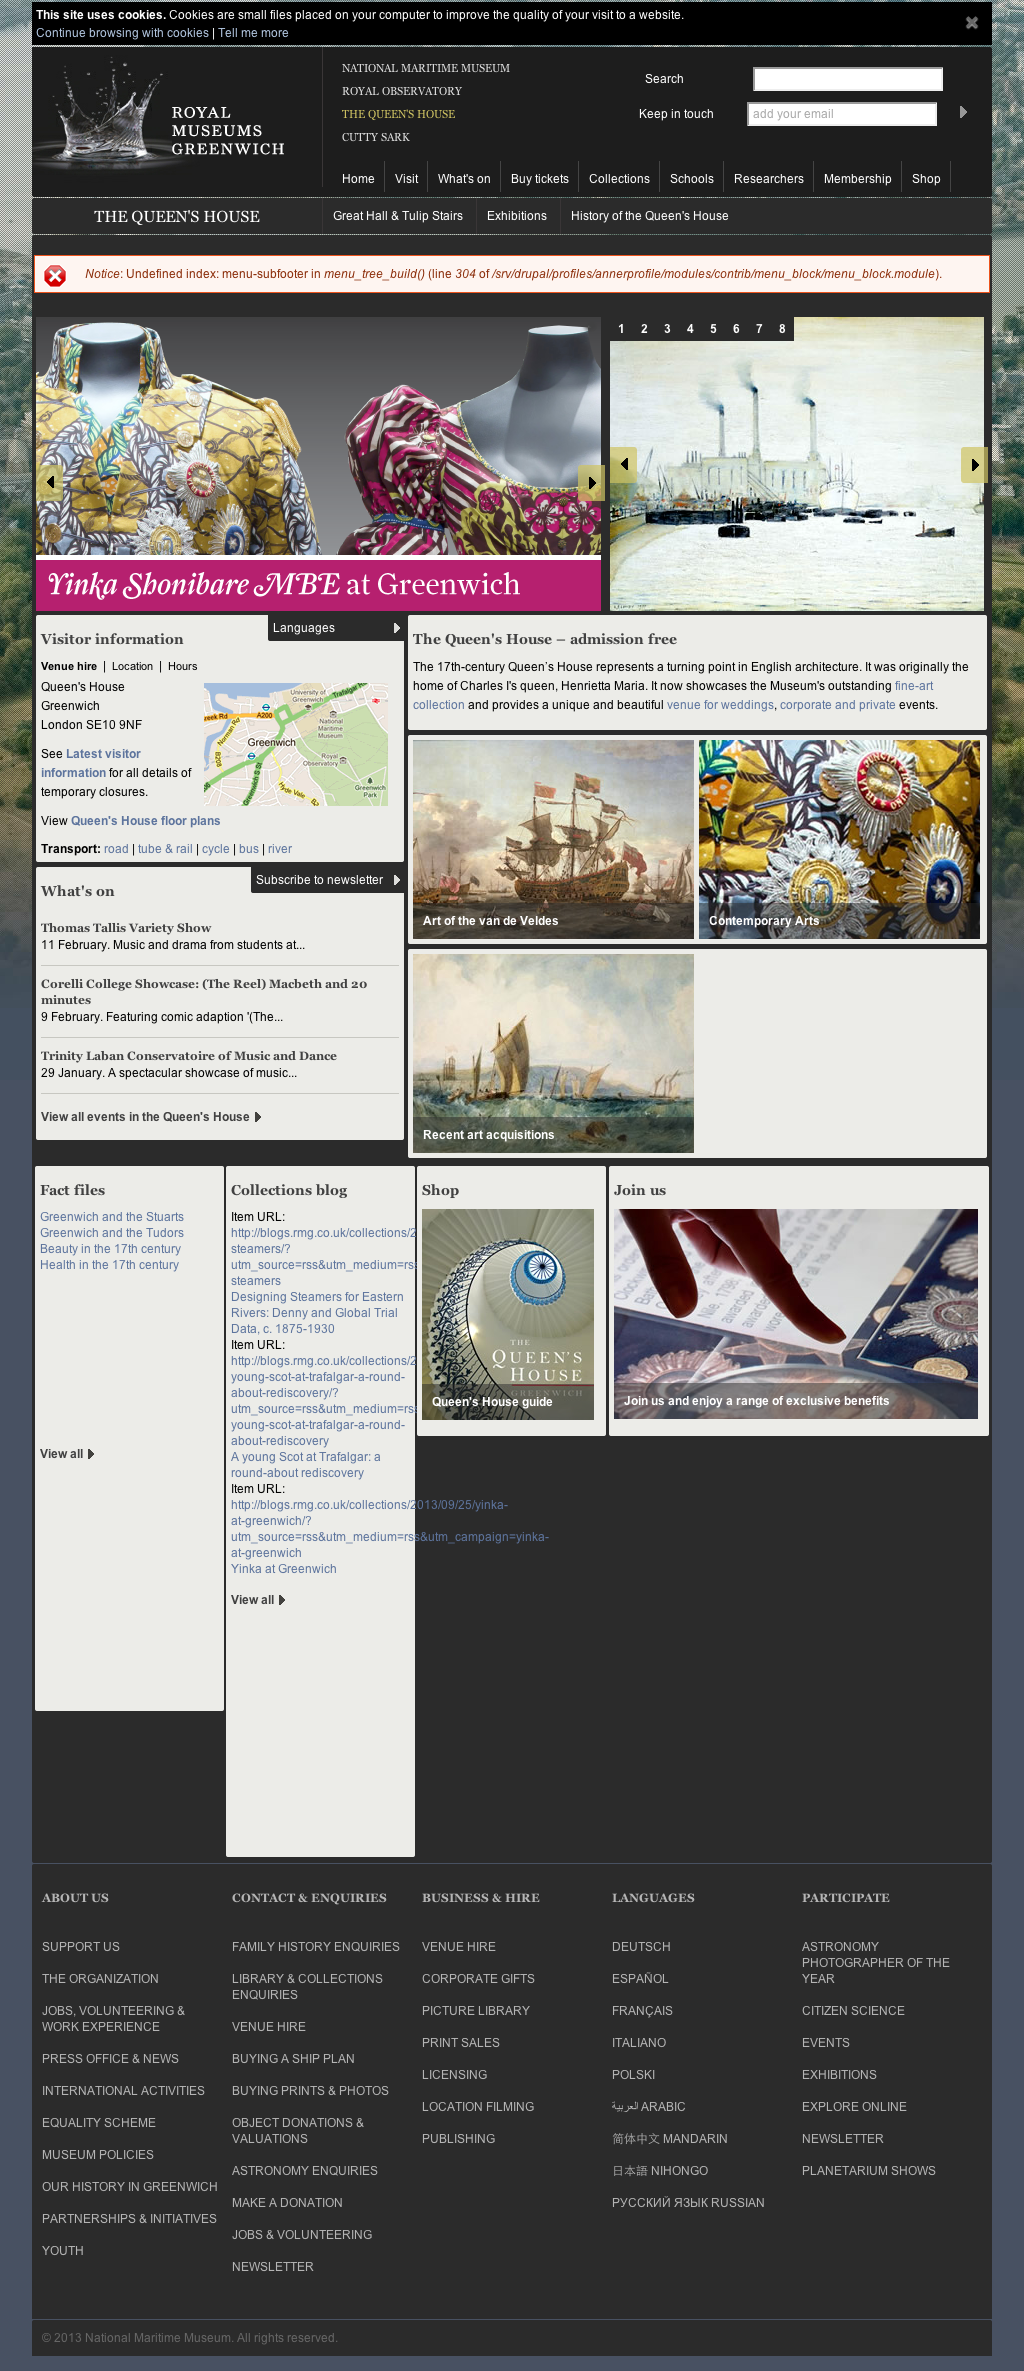 This site uses cookies. Cookies are small files placed on your computer to improve the quality of your visit to a website.
Continue browsing with cookies | Tell me more
ROYAL
MUSEUMS
GREENWICH
NATIONAL MARITIME MUSEUM
ROYAL OBSERVATORY
THE QUEEN'S HOUSE
CUTTY SARK
Search
Keep in touch
add your email
Home
Visit
What's on
Buy tickets
Collections
Schools
Researchers
Membership
Shop
THE QUEEN'S HOUSE
Great Hall & Tulip Stairs
Exhibitions
History of the Queen's House
Notice: Undefined index: menu-subfooter in menu_tree_build() (line 304 of /srv/drupal/profiles/annerprofile/modules/contrib/menu_block/menu_block.module).
1 2 3 4 5 6 7 8
Yinka Shonibare MBE at Greenwich
Languages
Visitor information
Venue hire | Location | Hours
Queen's House
Greenwich
London SE10 9NF
See Latest visitor
information for all details of
temporary closures.
University of
Greenwich
Trafalgar Rd
reek Rd
A200
Norman Rd
National
Maritime
Museum
Greenwich
B208
Royal
Observatory
Greenwich S St
Hyde Vale
Greenwich
Park
View Queen's House floor plans
Transport: road | tube & rail | cycle | bus | river
The Queen's House – admission free
The 17th-century Queen's House represents a turning point in English architecture. It was originally the
home of Charles I's queen, Henrietta Maria. It now showcases the Museum's outstanding fine-art
collection and provides a unique and beautiful venue for weddings, corporate and private events.
Art of the van de Veldes
Contemporary Arts
Recent art acquisitions
Subscribe to newsletter
What's on
Thomas Tallis Variety Show
11 February. Music and drama from students at...
Corelli College Showcase: (The Reel) Macbeth and 20
minutes
9 February. Featuring comic adaption '(The...
Trinity Laban Conservatoire of Music and Dance
29 January. A spectacular showcase of music...
View all events in the Queen's House
Fact files
Greenwich and the Stuarts
Greenwich and the Tudors
Beauty in the 17th century
Health in the 17th century
View all
Collections blog
Item URL:
http://blogs.rmg.co.uk/collections/2
steamers/?
utm_source=rss&utm_medium=rs
steamers
Designing Steamers for Eastern
Rivers: Denny and Global Trial
Data, c. 1875-1930
Item URL:
http://blogs.rmg.co.uk/collections/2
young-scot-at-trafalgar-a-round-
about-rediscovery/?
utm_source=rss&utm_medium=rs
young-scot-at-trafalgar-a-round-
about-rediscovery
A young Scot at Trafalgar: a
round-about rediscovery
Item URL:
http://blogs.rmg.co.uk/collections/2013/09/25/yinka-
at-greenwich/?
utm_source=rss&utm_medium=rss&utm_campaign=yinka-
at-greenwich
Yinka at Greenwich
View all
Shop
THE
QUEEN'S
HOUSE
GREENWICH
Queen's House guide
Join us
Join us and enjoy a range of exclusive benefits
ABOUT US
SUPPORT US
THE ORGANIZATION
JOBS, VOLUNTEERING &
WORK EXPERIENCE
PRESS OFFICE & NEWS
INTERNATIONAL ACTIVITIES
EQUALITY SCHEME
MUSEUM POLICIES
OUR HISTORY IN GREENWICH
PARTNERSHIPS & INITIATIVES
YOUTH
CONTACT & ENQUIRIES
FAMILY HISTORY ENQUIRIES
LIBRARY & COLLECTIONS
ENQUIRIES
VENUE HIRE
BUYING A SHIP PLAN
BUYING PRINTS & PHOTOS
OBJECT DONATIONS &
VALUATIONS
ASTRONOMY ENQUIRIES
MAKE A DONATION
JOBS & VOLUNTEERING
NEWSLETTER
BUSINESS & HIRE
VENUE HIRE
CORPORATE GIFTS
PICTURE LIBRARY
PRINT SALES
LICENSING
LOCATION FILMING
PUBLISHING
LANGUAGES
DEUTSCH
ESPAÑOL
FRANÇAIS
ITALIANO
POLSKI
العربية ARABIC
简体中文 MANDARIN
日本語 NIHONGO
РУССКИЙ ЯЗЫК RUSSIAN
PARTICIPATE
ASTRONOMY
PHOTOGRAPHER OF THE
YEAR
CITIZEN SCIENCE
EVENTS
EXHIBITIONS
EXPLORE ONLINE
NEWSLETTER
PLANETARIUM SHOWS
© 2013 National Maritime Museum. All rights reserved.